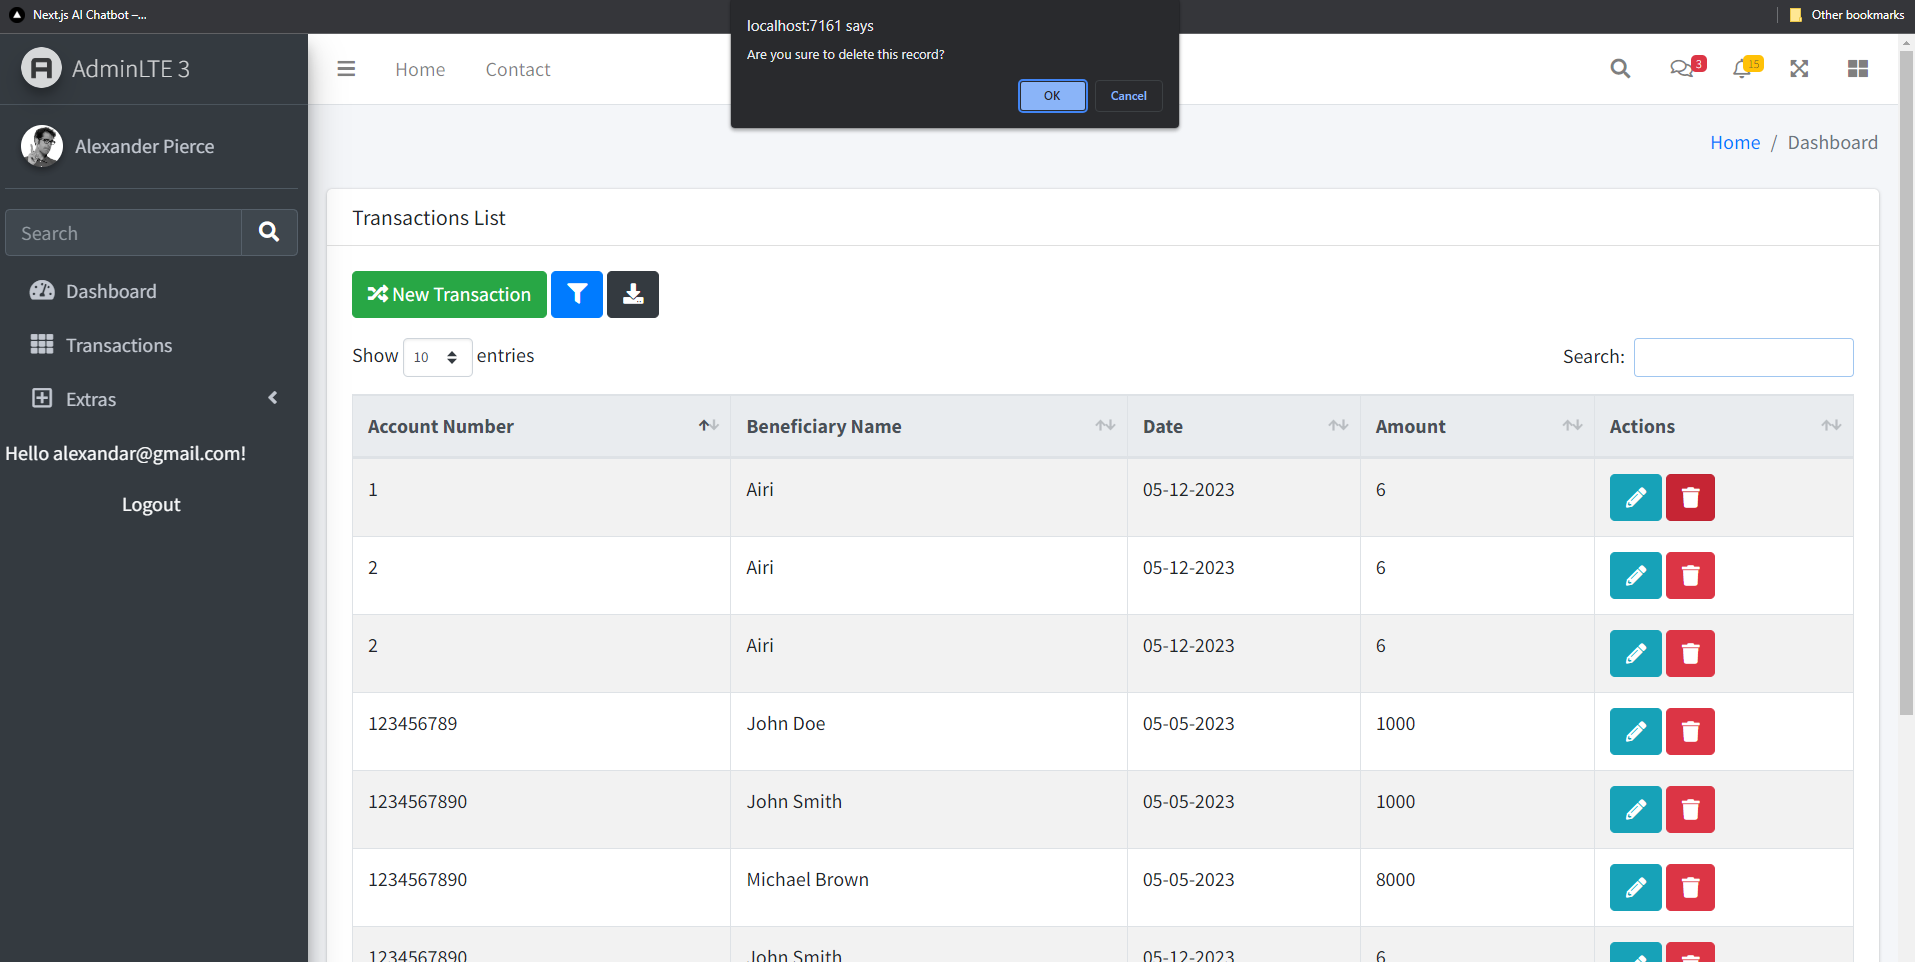 Next.js AI Chatbot –...
Other bookmarks
localhost:7161 says
Are you sure to delete this record?
OK
Cancel
AdminLTE 3
Home
Contact
3
15
Alexander Pierce
Home / Dashboard
Search
Dashboard
Transactions
Extras
Hello alexandar@gmail.com!
Logout
Transactions List
New Transaction
Show 10 entries
Search:
Account Number Beneficiary Name Date Amount Actions
1 Airi 05-12-2023 6
2 Airi 05-12-2023 6
2 Airi 05-12-2023 6
123456789 John Doe 05-05-2023 1000
1234567890 John Smith 05-05-2023 1000
1234567890 Michael Brown 05-05-2023 8000
1234567890 John Smith 05-12-2023 6